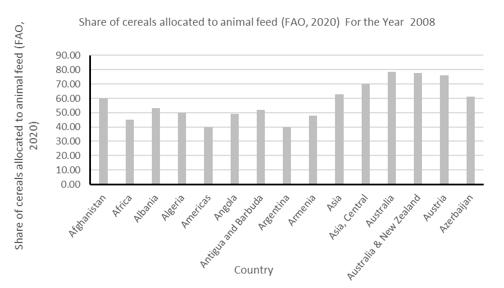 Share of cereals allocated to animal feed (FAO, 2020)  For the Year  2008
Share of cereals allocated to animal feed (FAO,
2020)
90.00
80.00
70.00
60.00
50.00
40.00
30.00
20.00
10.00
0.00
Afghanistan
Africa
Albania
Algeria
Americas
Angola
Antigua and Barbuda
Argentina
Armenia
Asia
Asia, Central
Australia
Australia & New Zealand
Austria
Azerbaijan
Country